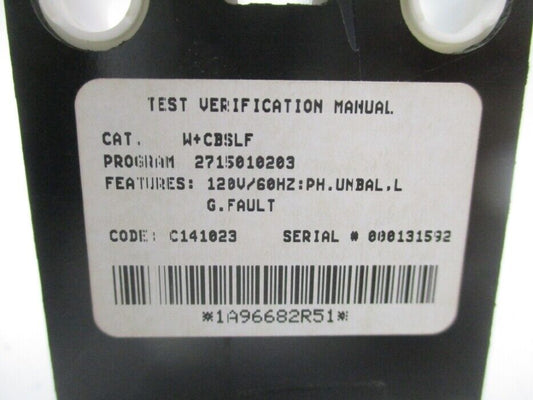 TEST VERIFICATION MANUAL
CAT. W+CBSLF
PROGRAM 2715010203
FEATURES: 120V/60HZ:PH.UNBAL,L
G.FAULT
CODE: C141023 SERIAL # 000131592
*1A96682R51*